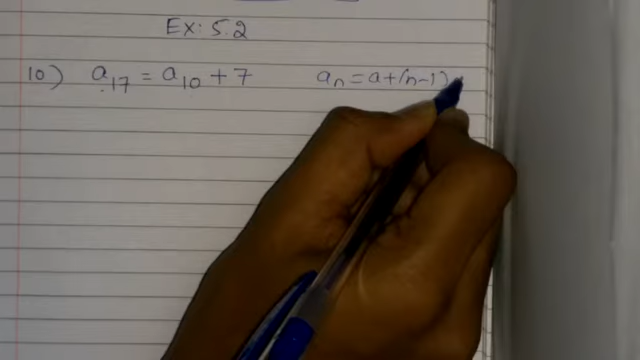 Ex: 5.2
10) a₁₇ = a₁₀ + 7 aₙ = a+(n-1)